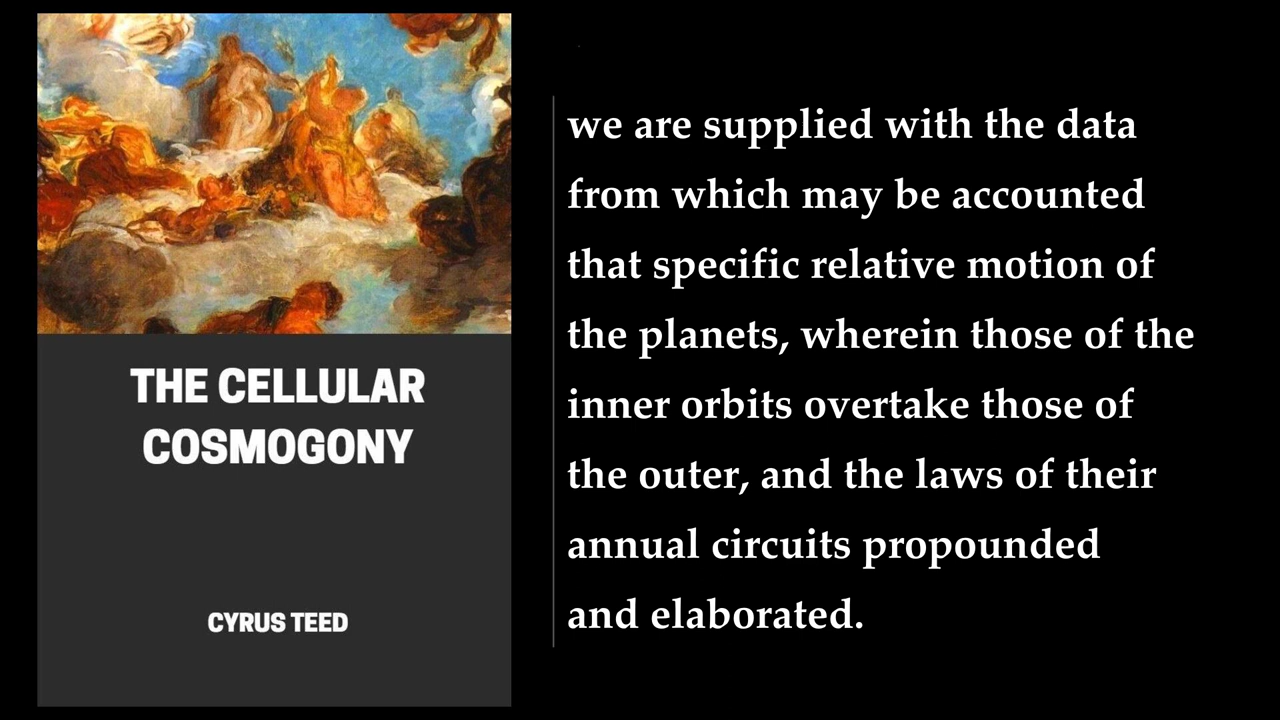 THE CELLULAR
COSMOGONY
CYRUS TEED
we are supplied with the data
from which may be accounted
that specific relative motion of
the planets, wherein those of the
inner orbits overtake those of
the outer, and the laws of their
annual circuits propounded
and elaborated.